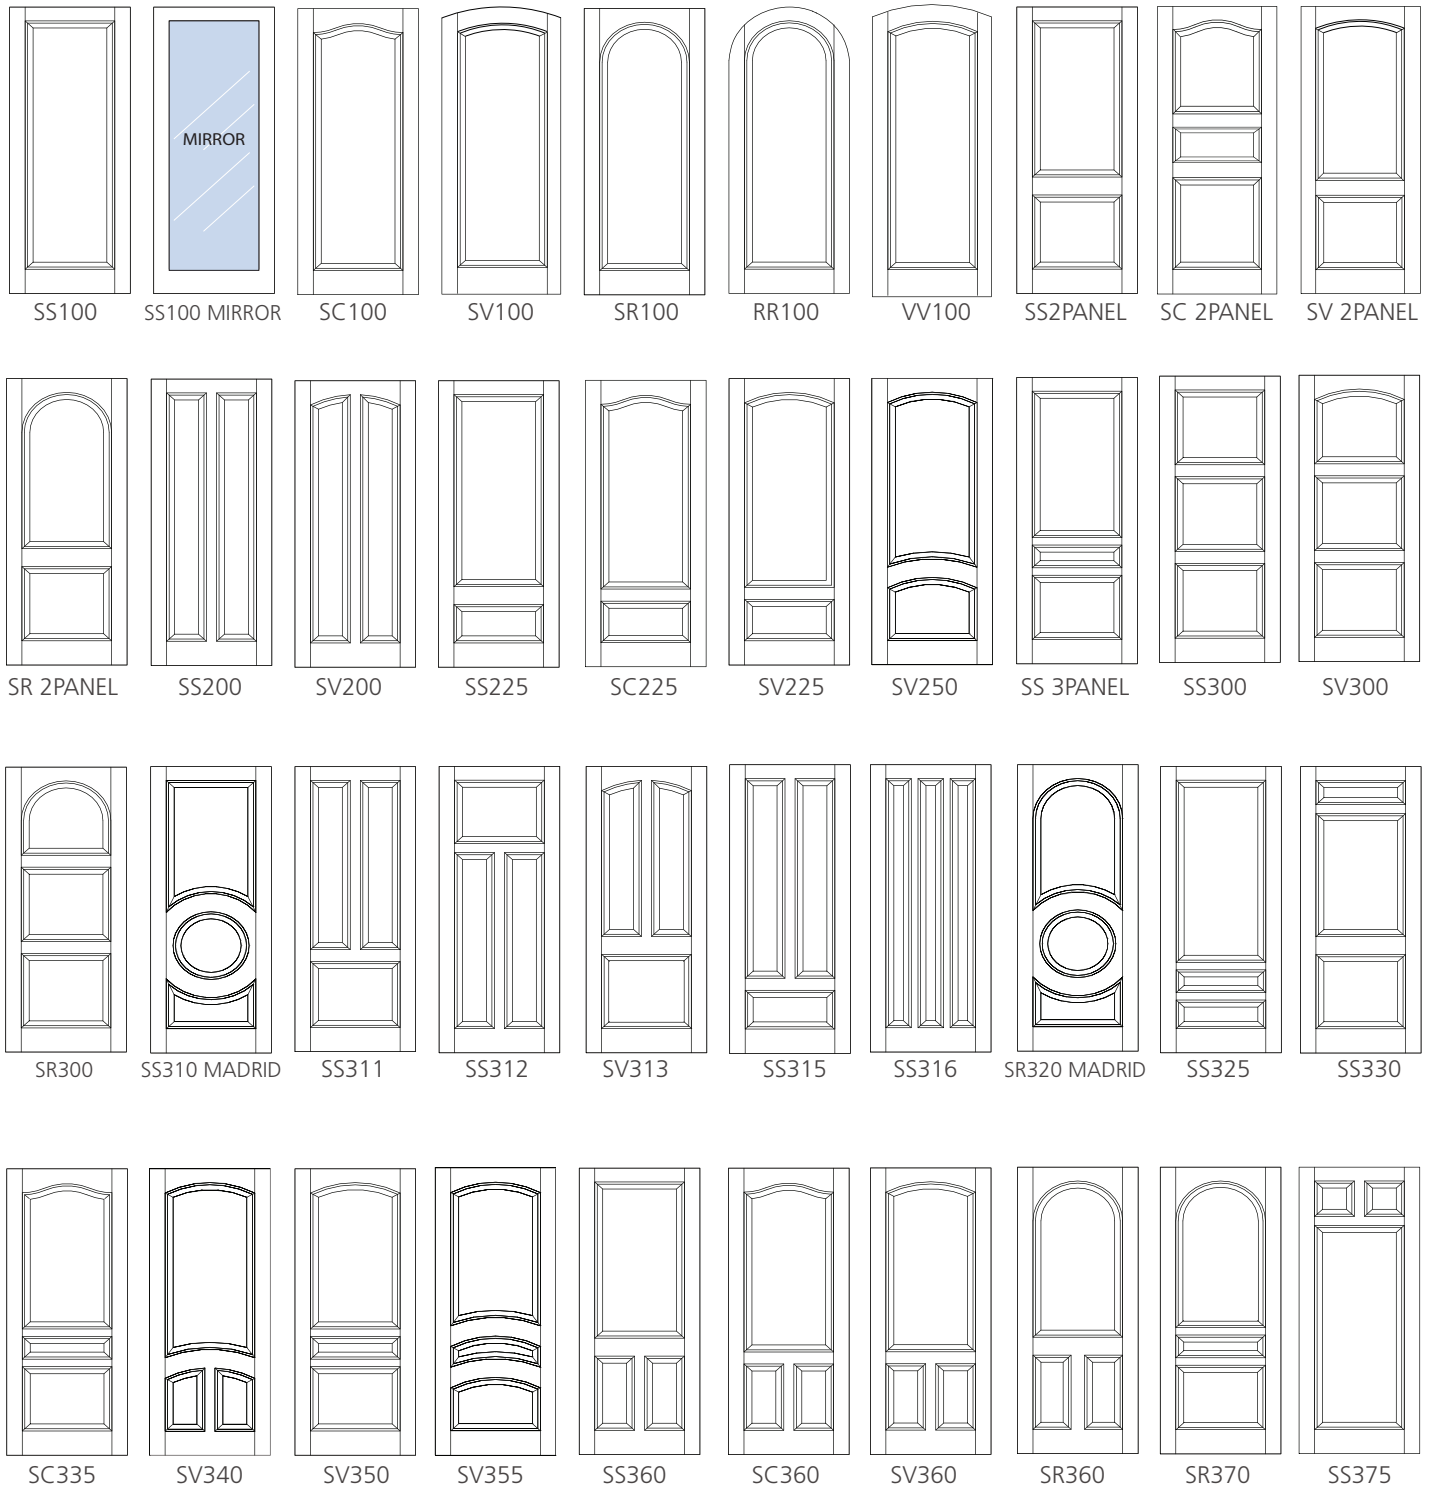 MIRROR
SS100 SS100 MIRROR SC100 SV100 SR100 RR100 VV100 SS2PANEL SC 2PANEL SV 2PANEL
SR 2PANEL SS200 SV200 SS225 SC225 SV225 SV250 SS 3PANEL SS300 SV300
SR300 SS310 MADRID SS311 SS312 SV313 SS315 SS316 SR320 MADRID SS325 SS330
SC335 SV340 SV350 SV355 SS360 SC360 SV360 SR360 SR370 SS375